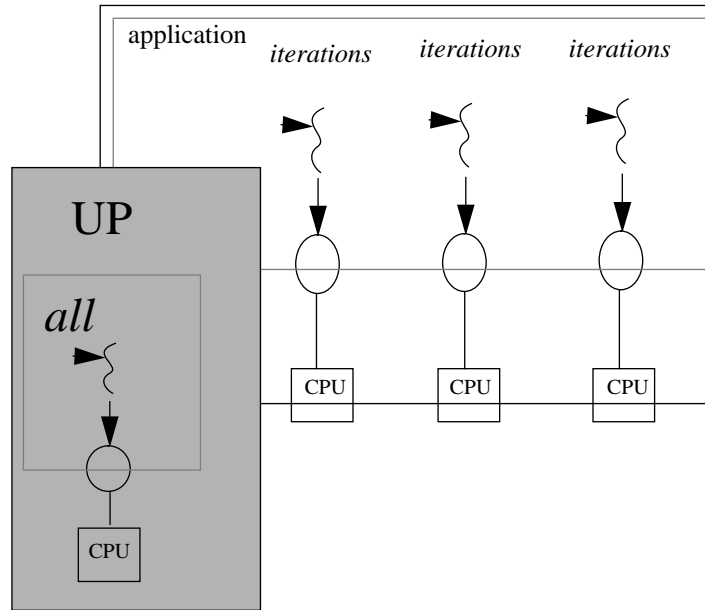 application
iterations iterations iterations
UP
all
CPU CPU CPU
CPU